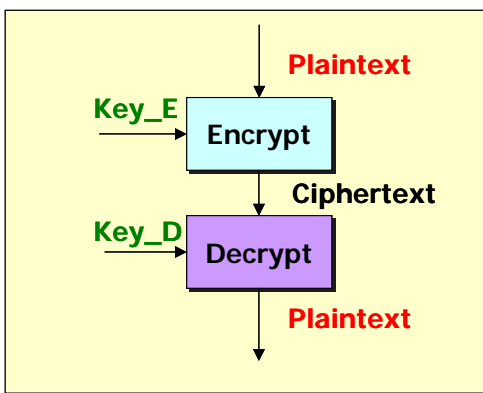 Plaintext
Key_E
Encrypt
Ciphertext
Key_D
Decrypt
Plaintext